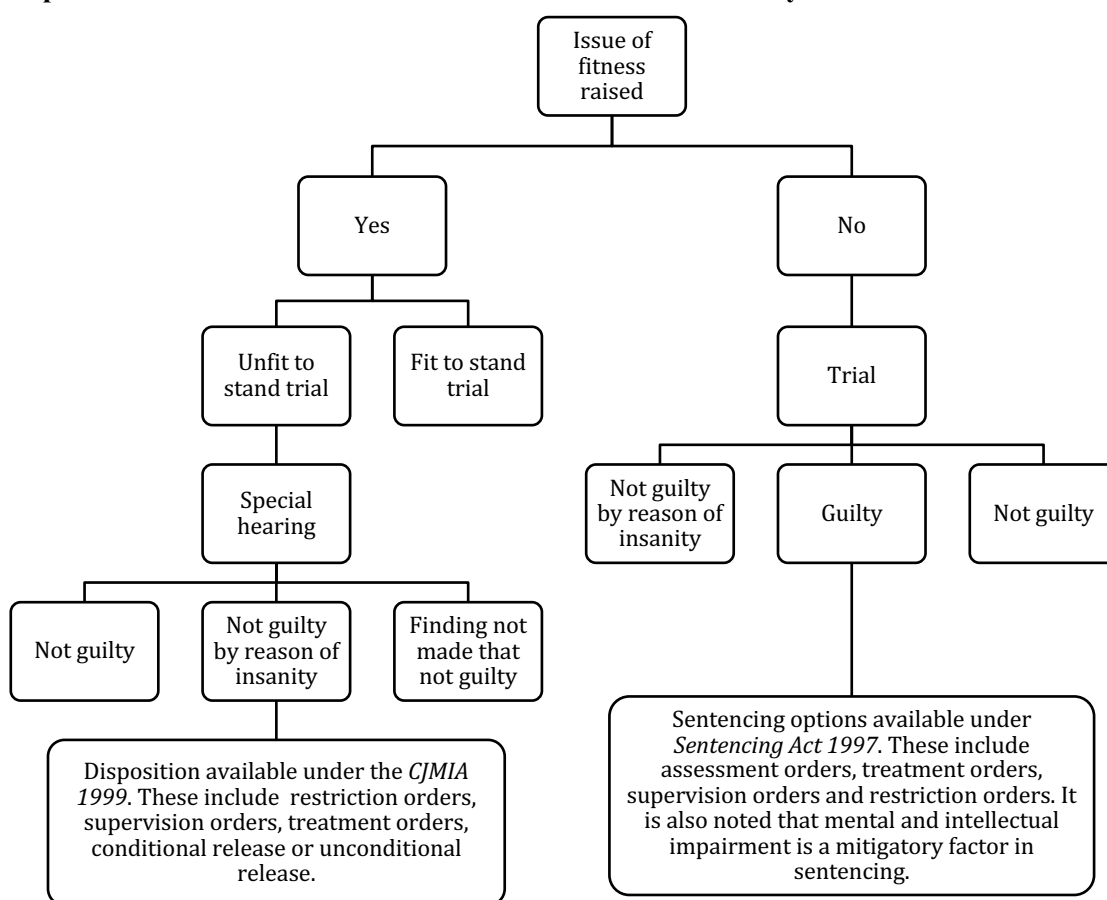 Issue of
fitness
raised
Yes
No
Unfit to
stand trial
Fit to stand
trial
Trial
Special
hearing
Not guilty
by reason of
insanity
Guilty
Not guilty
Not guilty
Not guilty
by reason of
insanity
Finding not
made that
not guilty
Disposition available under the CJMIA
1999. These include restriction orders,
supervision orders, treatment orders,
conditional release or unconditional
release.
Sentencing options available under
Sentencing Act 1997. These include
assessment orders, treatment orders,
supervision orders and restriction orders. It
is also noted that mental and intellectual
impairment is a mitigatory factor in
sentencing.